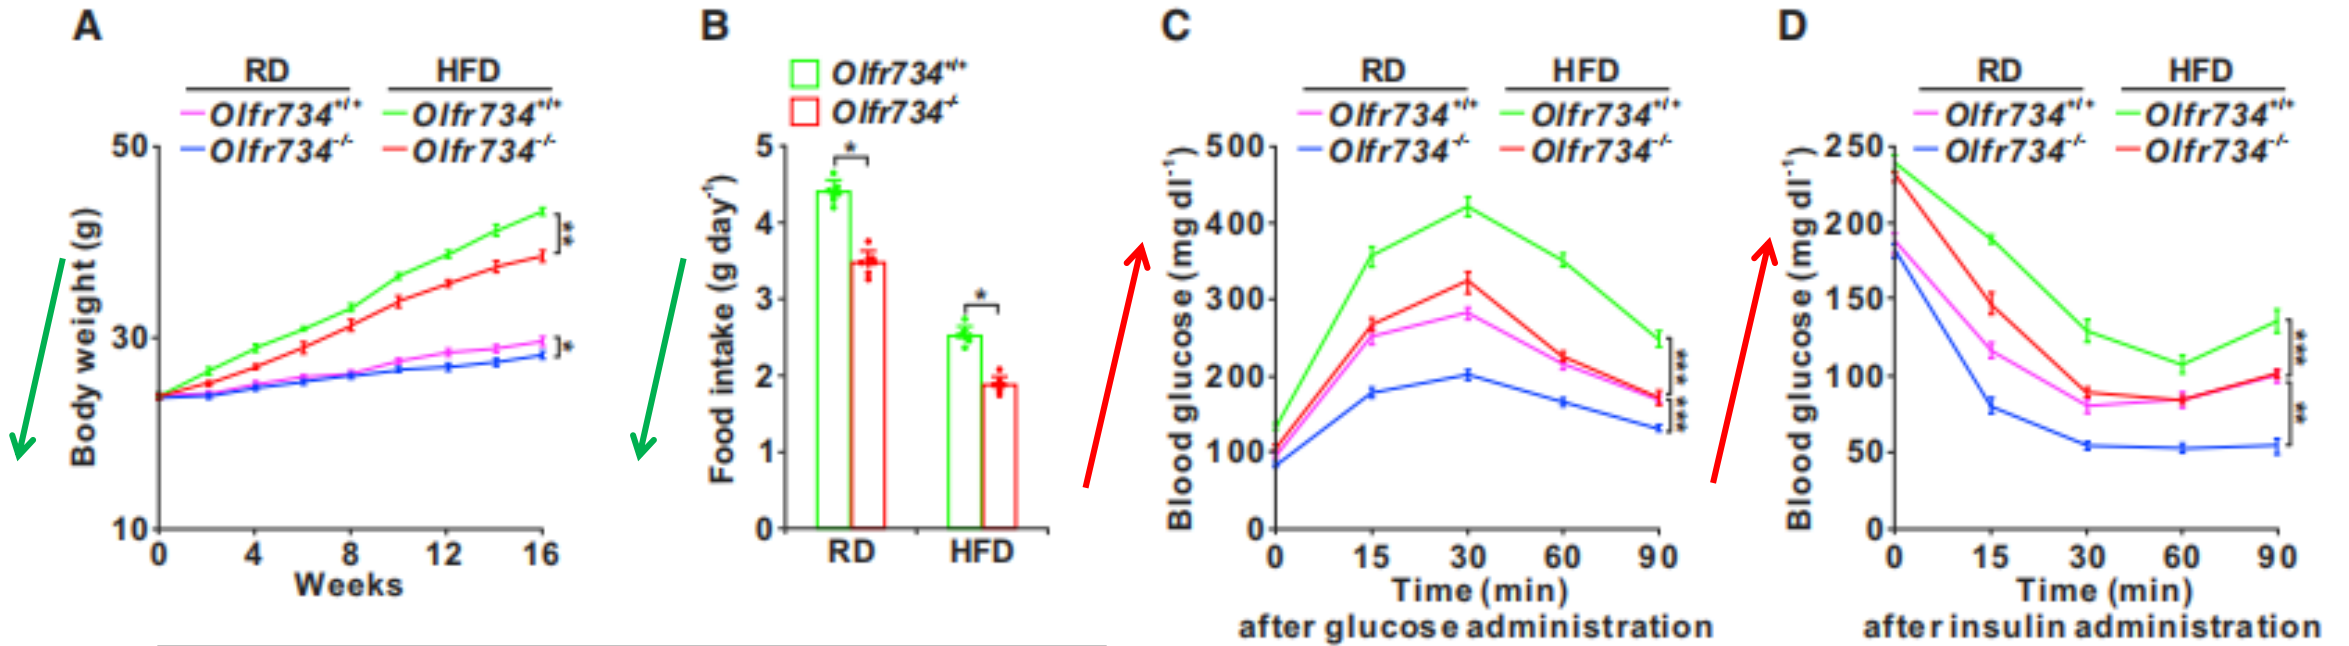 A
RD HFD
Olfr734+/+ Olfr734+/+
Olfr734-/- Olfr734-/-
50
30
10
Body weight (g)
0 4 8 12 16
Weeks
**
*
B
Olfr734+/+
Olfr734-/-
5
4
3
2
1
0
Food intake (g day-1)
*
*
RD HFD
C
RD HFD
Olfr734+/+ Olfr734+/+
Olfr734-/- Olfr734-/-
500
400
300
200
100
0
Blood glucose (mg dl-1)
***
***
0 15 30 60 90
Time (min)
after glucose administration
D
RD HFD
Olfr734+/+ Olfr734+/+
Olfr734-/- Olfr734-/-
250
200
150
100
50
0
Blood glucose (mg dl-1)
***
**
0 15 30 60 90
Time (min)
after insulin administration